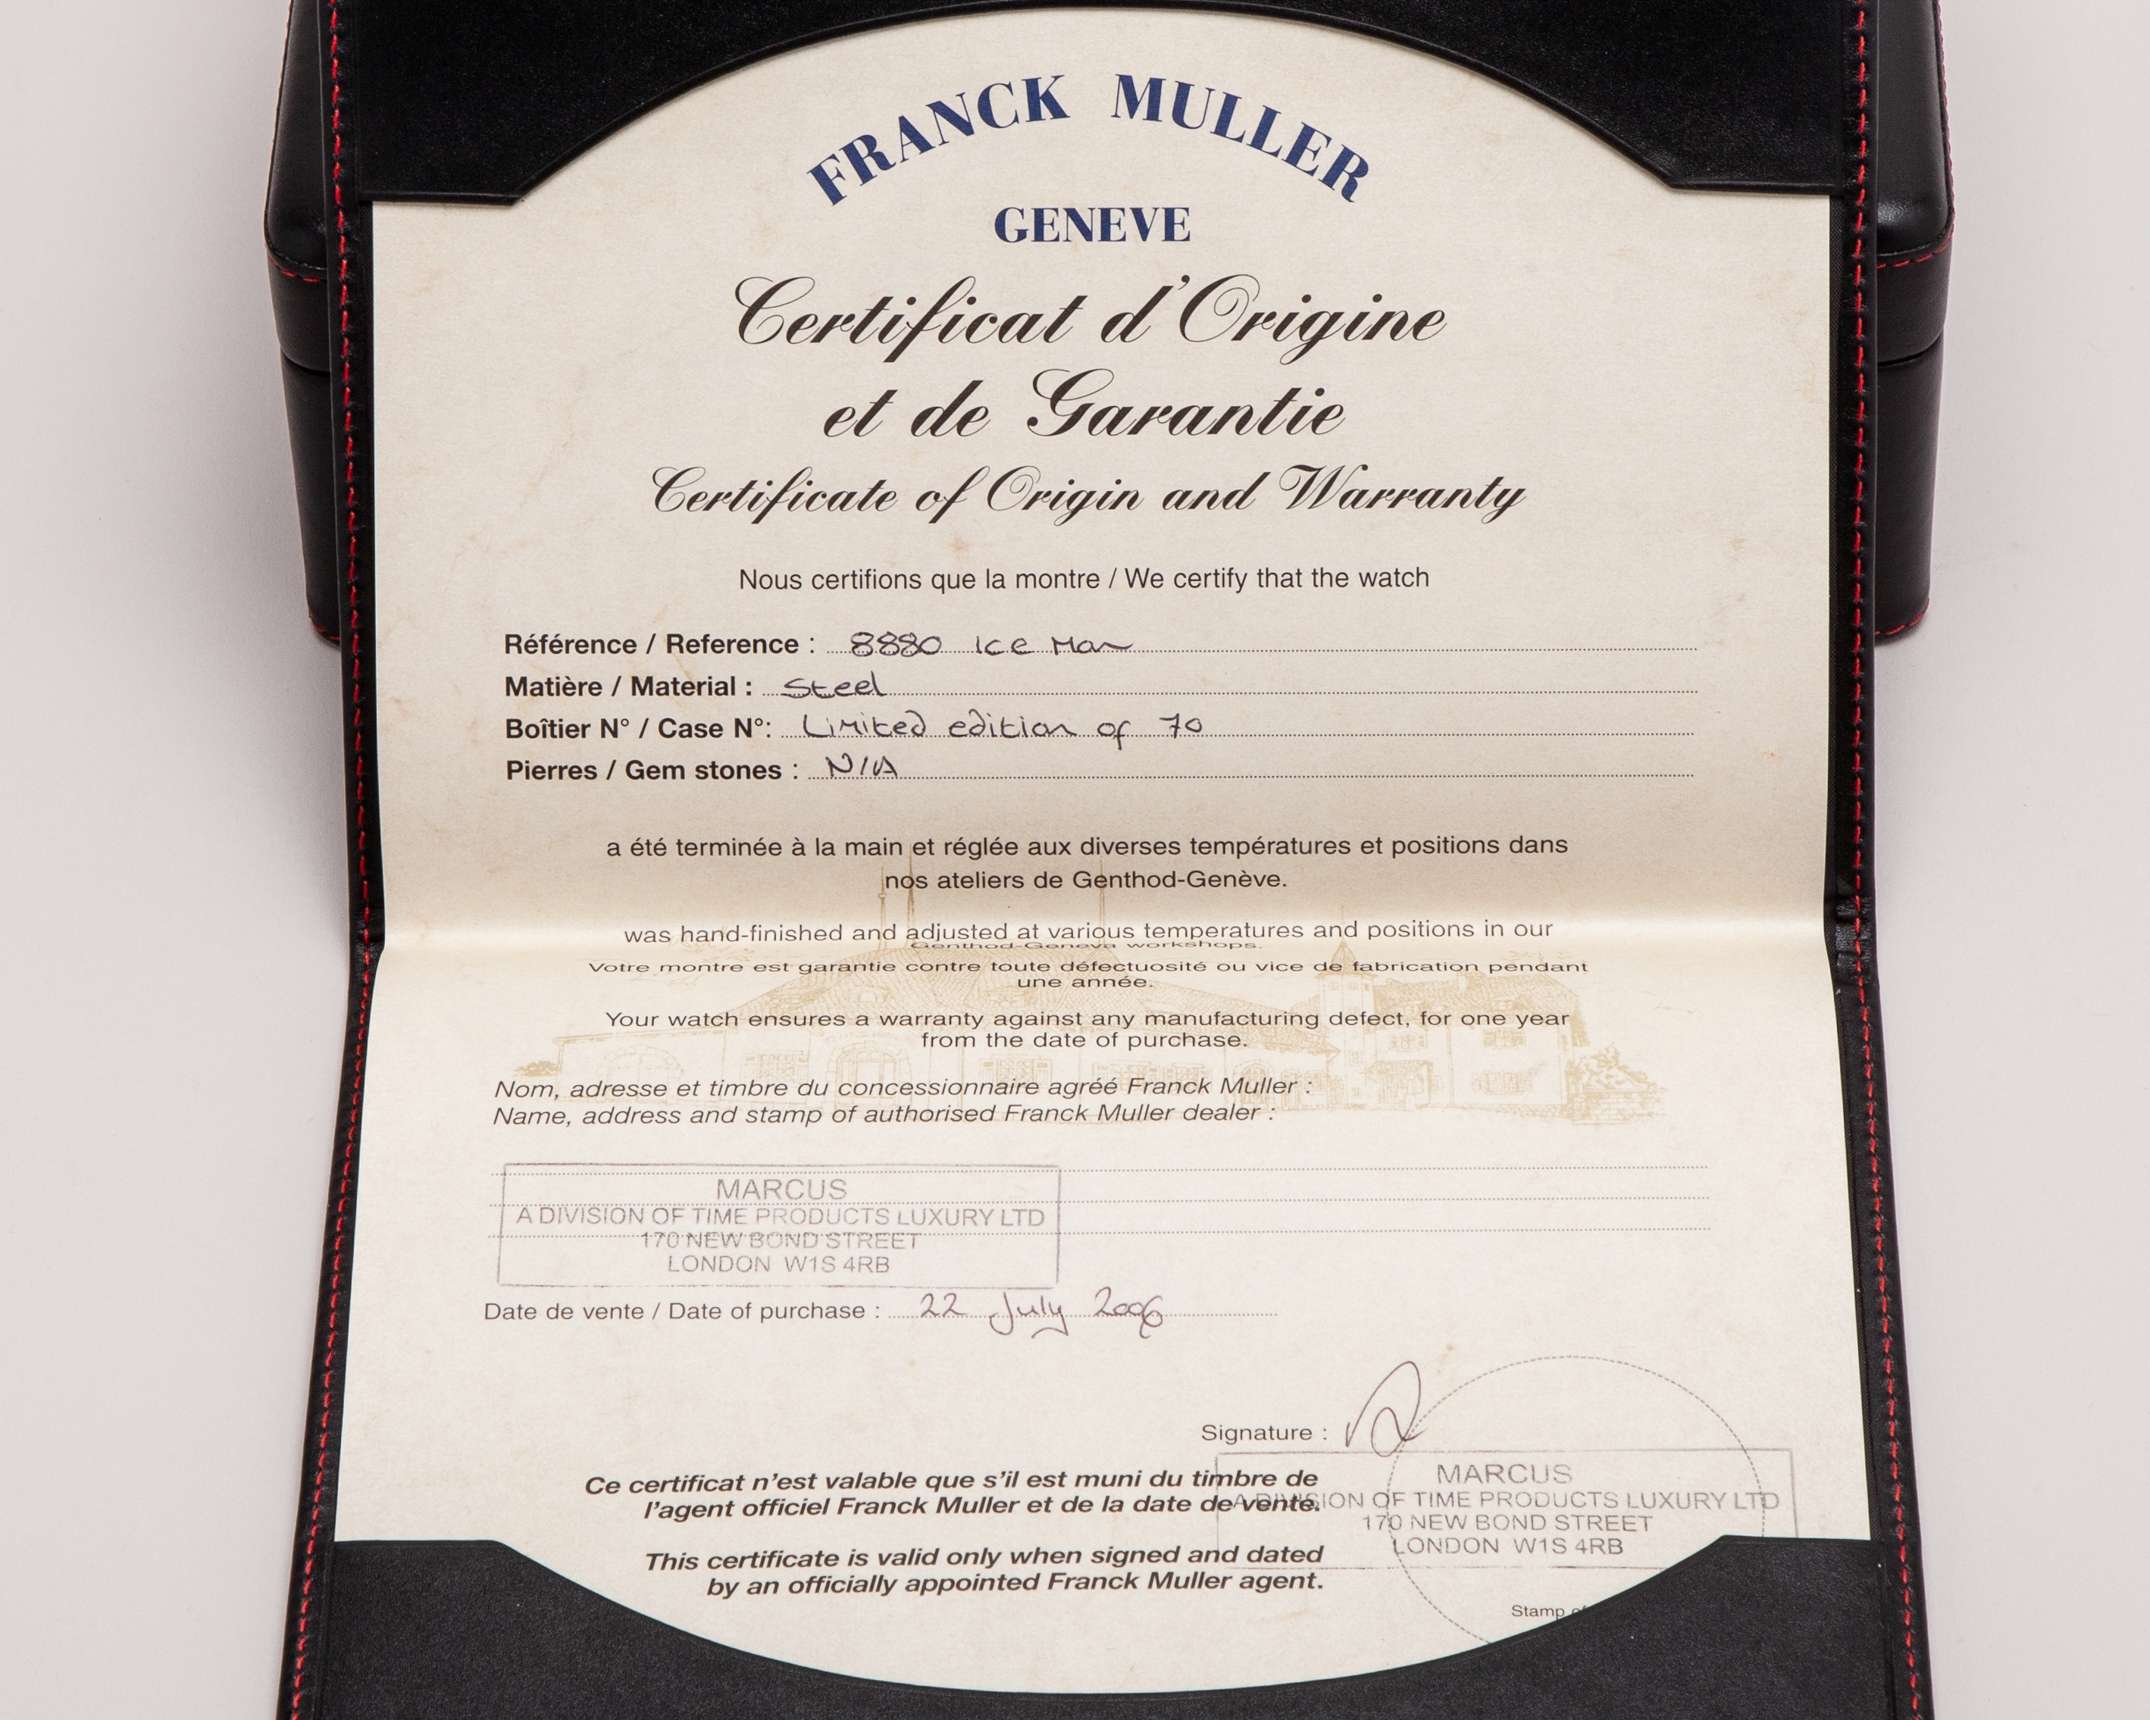 FRANCK MULLER
GENEVE
Certificat d'Origine
et de Garantie
Certificate of Origin and Warranty
Nous certifions que la montre / We certify that the watch
Référence / Reference : 8880 Ice Man
Matière / Material : Steel
Boîtier N° / Case N°: Limited edition of 70
Pierres / Gem stones : N/A
a été terminée à la main et réglée aux diverses températures et positions dans
nos ateliers de Genthod-Genève.
was hand-finished and adjusted at various temperatures and positions in our
Genthod-Geneva workshops.
Votre montre est garantie contre toute défectuosité ou vice de fabrication pendant
une année.
Your watch ensures a warranty against any manufacturing defect, for one year
from the date of purchase.
Nom, adresse et timbre du concessionnaire agréé Franck Muller :
Name, address and stamp of authorised Franck Muller dealer :
MARCUS
A DIVISION OF TIME PRODUCTS LUXURY LTD
170 NEW BOND STREET
LONDON W1S 4RB
Date de vente / Date of purchase : 22 July 2006
Signature :
Ce certificat n'est valable que s'il est muni du timbre de
l'agent officiel Franck Muller et de la date de vente.
This certificate is valid only when signed and dated
by an officially appointed Franck Muller agent.
MARCUS
A DIVISION OF TIME PRODUCTS LUXURY LTD
170 NEW BOND STREET
LONDON W1S 4RB
Stamp